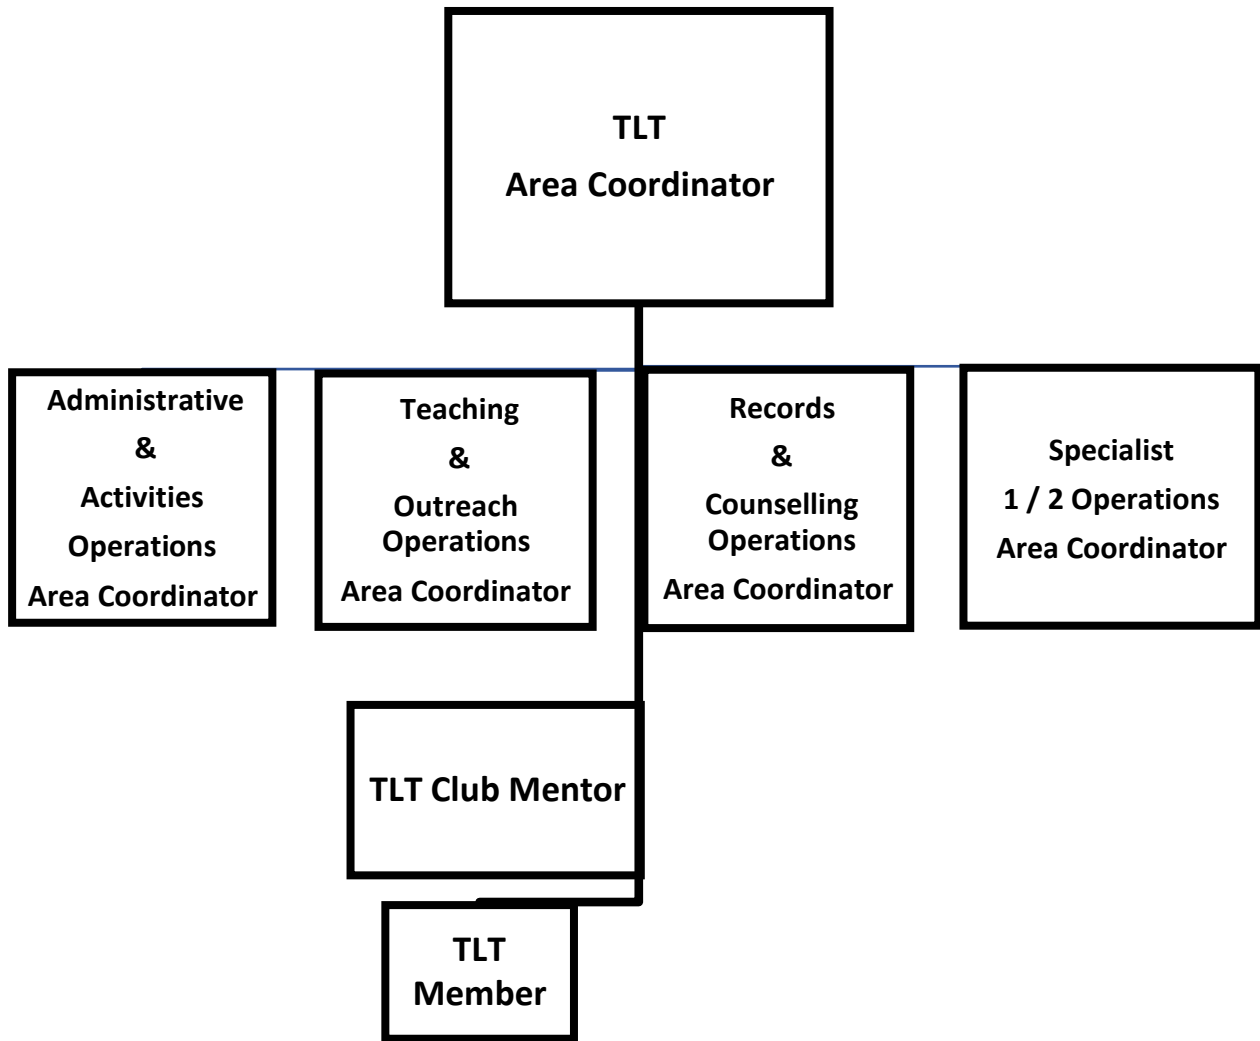 TLT
Area Coordinator
Administrative
&
Activities
Operations
Area Coordinator
Teaching
&
Outreach
Operations
Area Coordinator
Records
&
Counselling
Operations
Area Coordinator
Specialist
1 / 2 Operations
Area Coordinator
TLT Club Mentor
TLT
Member